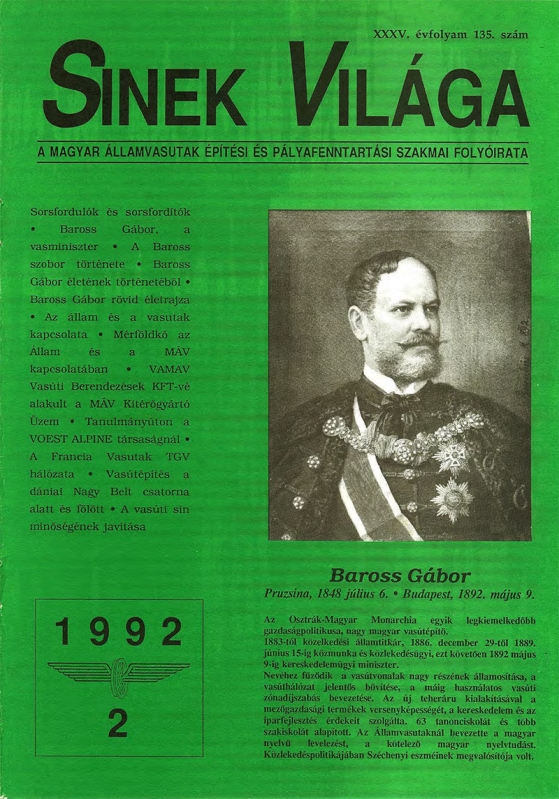 XXXV. évfolyam 135. szám
SINEK VILÁGA
A MAGYAR ÁLLAMVASUTAK ÉPÍTÉSI ÉS PÁLYAFENNTARTÁSI SZAKMAI FOLYÓIRATA
Sorsfordulók és sorsfordítók
• Baross Gábor, a
vasminiszter • A Baross
szobor története • Baross
Gábor életének történetéből •
Baross Gábor rövid életrajza
• Az állam és a vasutak
kapcsolata • Mérföldkő az
Állam és a MÁV
kapcsolatában • VAMAV
Vasúti Berendezések KFT-vé
alakult a MÁV Kitérőgyártó
Üzem • Tanulmányúton a
VOEST ALPINE társaságnál •
A Francia Vasutak TGV
hálózata • Vasútépítés a
dániai Nagy Belt csatorna
alatt és fölött • A vasúti sín
minőségének javítása
Baross Gábor
Pruzsina, 1848 július 6. • Budapest, 1892. május 9.
Az Osztrák-Magyar Monarchia egyik legkiemelkedőbb
gazdaságpolitikusa, nagy magyar vasútépítő.
1883-tól közelkedési államtitkár, 1886. december 29-től 1889.
június 15-ig közmunka és közlekedésügyi, ezt követően 1892 május
9-ig kereskedelemügyi miniszter.
Nevéhez fűződik a vasútvonalak nagy részének államosítása, a
vasúthálózat jelentős bővítése, a máig használatos vasúti
zónadíjszabás bevezetése. Az új teheráru kialakításával a
mezőgazdasági termékek versenyképességét, a kereskedelem és az
iparfejlesztés érdekeit szolgálta. 63 tanonciskolát és több
szakiskolát alapított. Az Államvasutaknál bevezette a magyar
nyelvű levelezést, a kötelező magyar nyelvtudást.
Közlekedéspolitikájában Széchenyi eszméinek megvalósítója volt.
1992
2